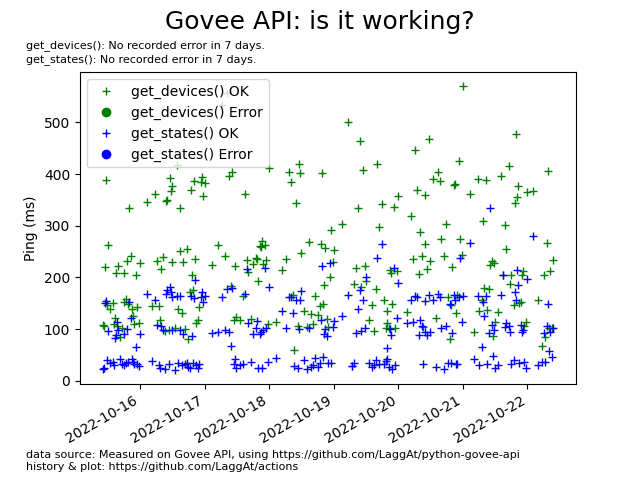 Govee API: is it working?
get_devices(): No recorded error in 7 days.
get_states(): No recorded error in 7 days.
get_devices() OK
get_devices() Error
get_states() OK
get_states() Error
Ping (ms)
500
400
300
200
100
0
2022-10-16
2022-10-17
2022-10-18
2022-10-19
2022-10-20
2022-10-21
2022-10-22
data source: Measured on Govee API, using https://github.com/LaggAt/python-govee-api
history & plot: https://github.com/LaggAt/actions